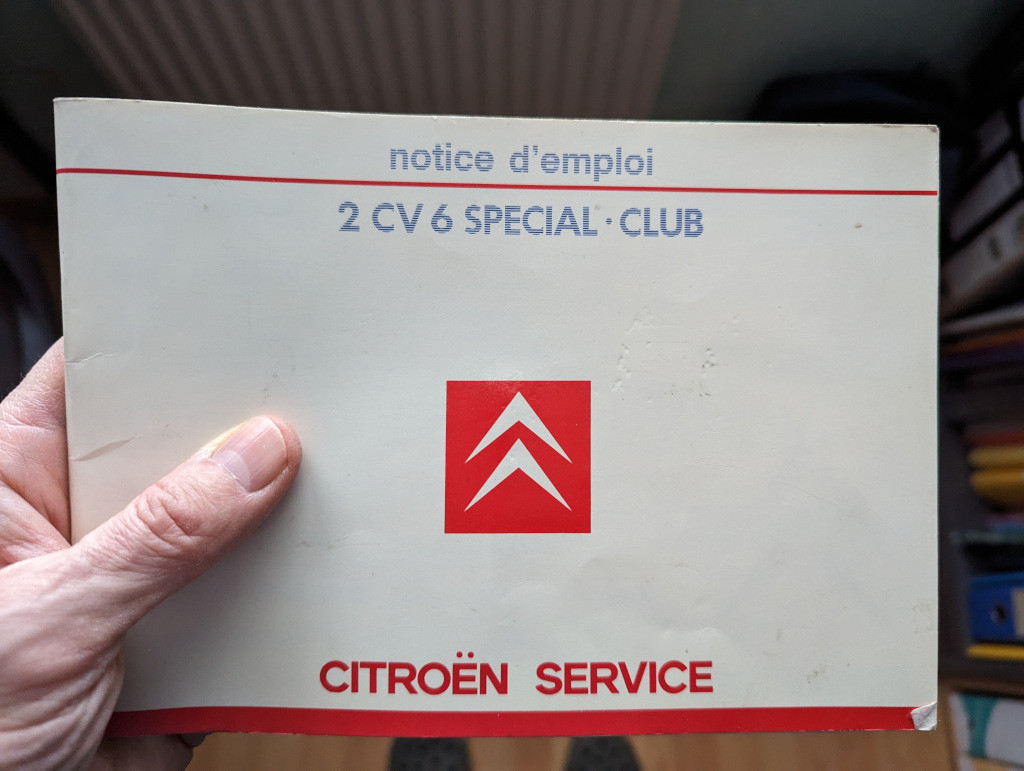 notice d'emploi
2 CV 6 SPECIAL · CLUB
CITROËN SERVICE